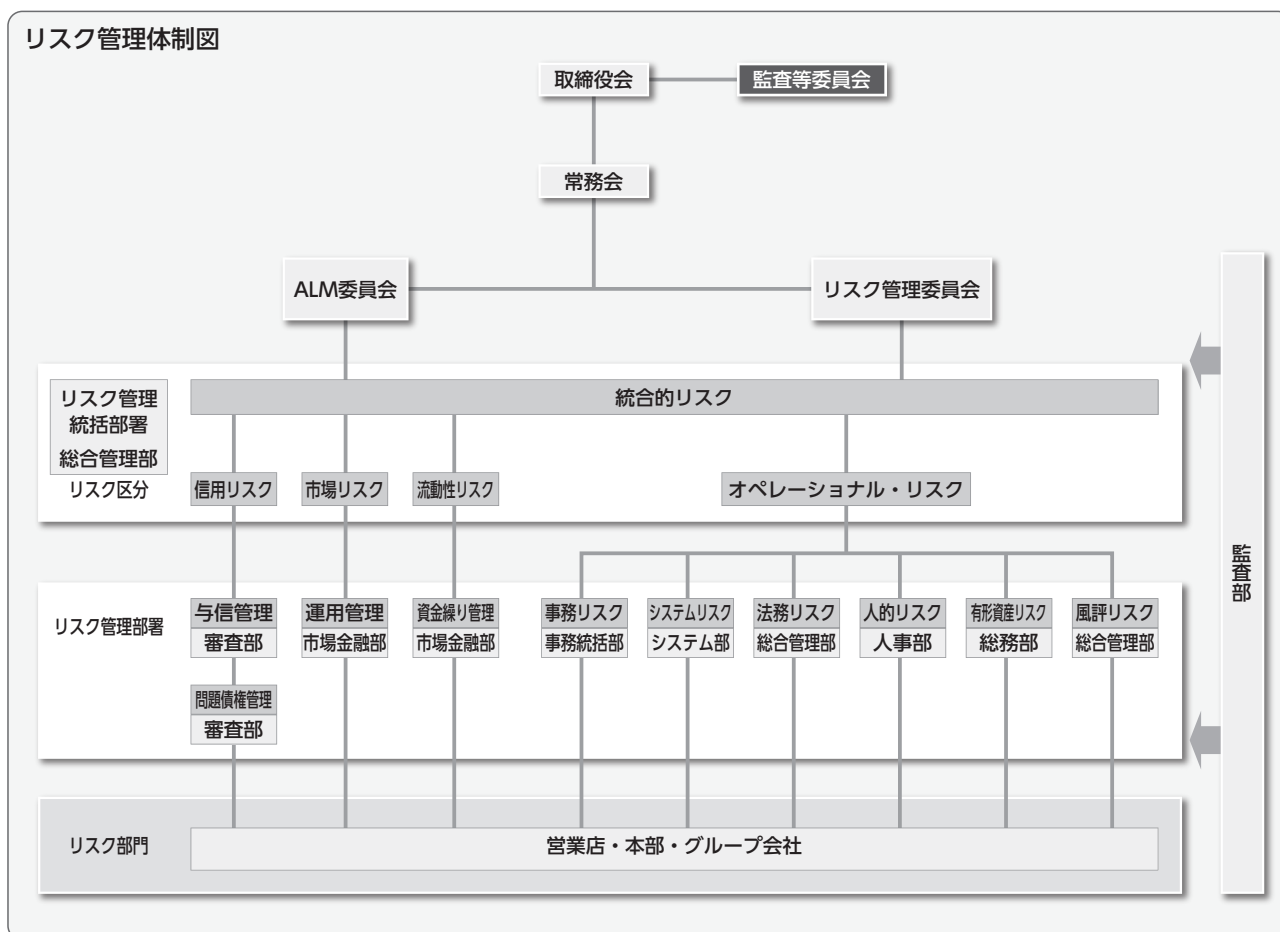 リスク管理体制図
取締役会
監査等委員会
常務会
ALM委員会
リスク管理委員会
リスク管理
統括部署
総合管理部
統合的リスク
リスク区分
信用リスク
市場リスク
流動性リスク
オペレーショナル・リスク
リスク管理部署
与信管理
審査部
問題債権管理
審査部
運用管理
市場金融部
資金繰り管理
市場金融部
事務リスク
事務統括部
システムリスク
システム部
法務リスク
総合管理部
人的リスク
人事部
有形資産リスク
総務部
風評リスク
総合管理部
リスク部門
営業店・本部・グループ会社
監査部